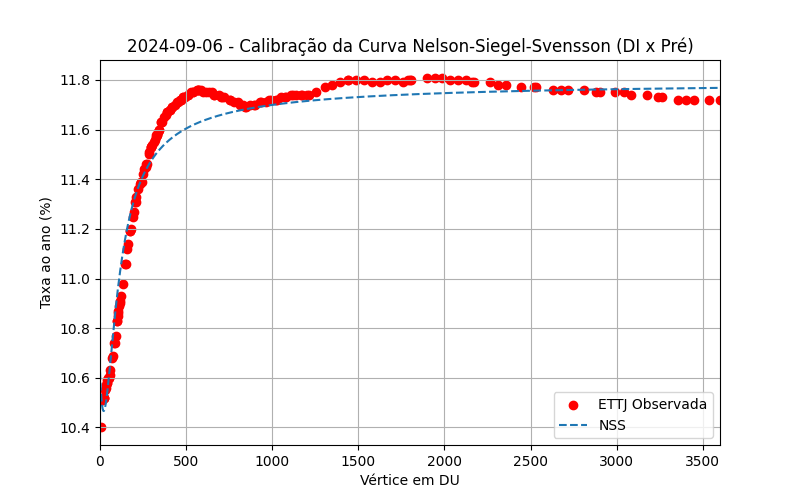 2024-09-06 - Calibração da Curva Nelson-Siegel-Svensson (DI x Pré)
Taxa ao ano (%)
11.8
11.6
11.4
11.2
11.0
10.8
10.6
10.4
ETTJ Observada
NSS
0 500 1000 1500 2000 2500 3000 3500
Vértice em DU